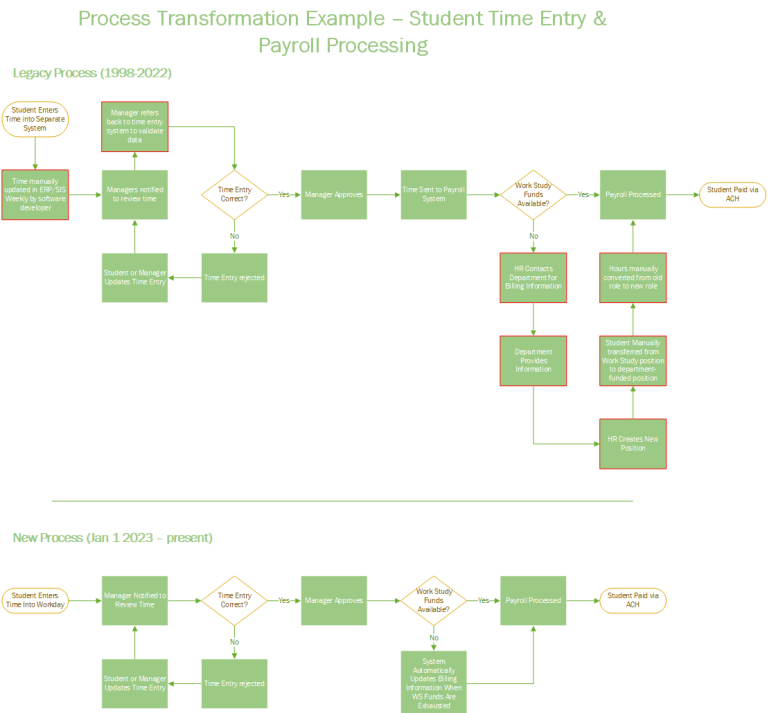 Process Transformation Example – Student Time Entry &
Payroll Processing
Legacy Process (1998-2022)
Student Enters
Time into Separate
System
Manager refers
back to time entry
system to validate
data
Time manually
updated in ERP/SIS
Weekly by software
developer
Managers notified
to review time
Time Entry
Correct?
Yes
Manager Approves
Time Sent to Payroll
System
Work Study
Funds
Available?
Yes
Payroll Processed
Student Paid via
ACH
No
No
Student or Manager
Updates Time Entry
Time Entry rejected
HR Contacts
Department for
Billing Information
Hours manually
converted from old
role to new role
Department
Provides
Information
Student Manually
transferred from
Work Study position
to department-
funded position
HR Creates New
Position
New Process (Jan 1 2023 – present)
Student Enters
Time Into Workday
Manager Notified to
Review Time
Time Entry
Correct?
Yes
Manager Approves
Work Study
Funds
Available?
Yes
Payroll Processed
Student Paid via
ACH
No
No
Student or Manager
Updates Time Entry
Time Entry rejected
System
Automatically
Updates Billing
Information When
WS Funds Are
Exhausted